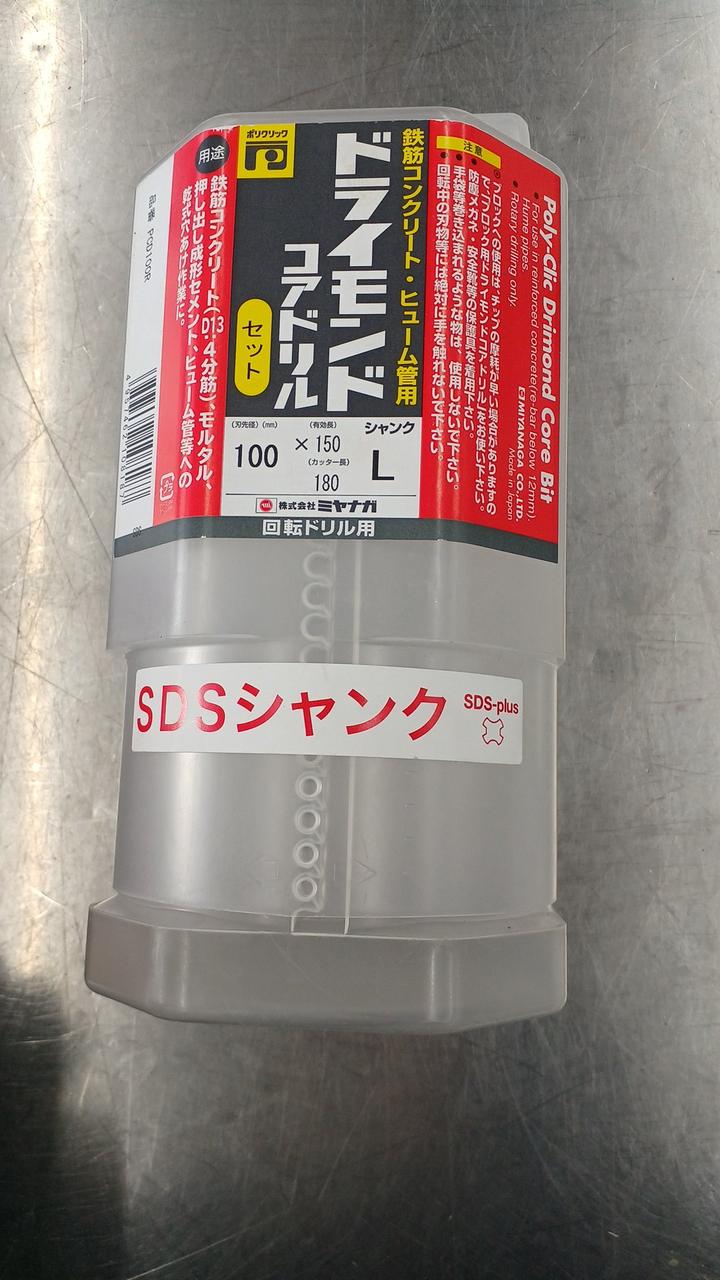 Poly-Clic Drimond Core Bit
• For use in reinforced concrete(re-bar below 12mm).
Hume pipes.
• Rotary drilling only.
MIYANAGA CO., LTD.
Made in Japan
注意
ブロックへの使用は、チップの摩耗が早い場合がありますの
で、「ブロック用ドライモンドコアドリル」をお使い下さい。
● 防塵メガネ・安全靴等の保護具を着用下さい。
● 手袋等巻き込まれるような物は、使用しないで下さい。
● 回転中の刃物等には絶対に手を触れないで下さい。
鉄筋コンクリート・ヒューム管用
ドライモンド
コアドリル
セット
ポリクリック
用途
鉄筋コンクリート(D13:4分筋)、モルタル、
押し出し成形セメント、ヒューム管等への
乾式穴あけ作業に。
(刃先径)(mm)
100
×
(有効長)
150
(カッター長)
180
シャンク
L
株式会社ミヤナガ
回転ドリル用
品番 PCD100R
SDSシャンク
SDS-plus